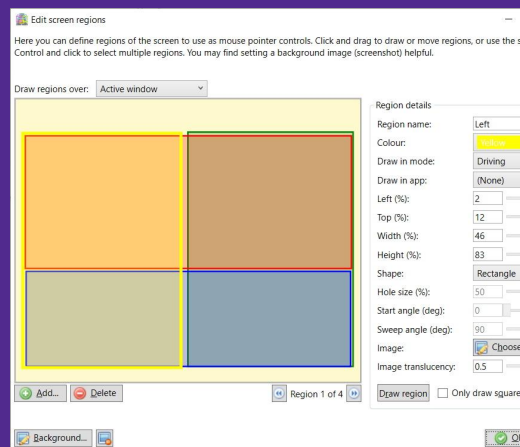 Edit screen regions
Here you can define regions of the screen to use as mouse pointer controls. Click and drag to draw or move regions, or use the
Control and click to select multiple regions. You may find setting a background image (screenshot) helpful.
Draw regions over: Active window
Region details
Region name: Left
Colour: Yellow
Draw in mode: Driving
Draw in app: (None)
Left (%): 2
Top (%): 12
Width (%): 46
Height (%): 83
Shape: Rectangle
Hole size (%): 50
Start angle (deg): 0
Sweep angle (deg): 90
Image: Choose
Image translucency: 0.5
Add... Delete Region 1 of 4
Draw region Only draw square
Background...